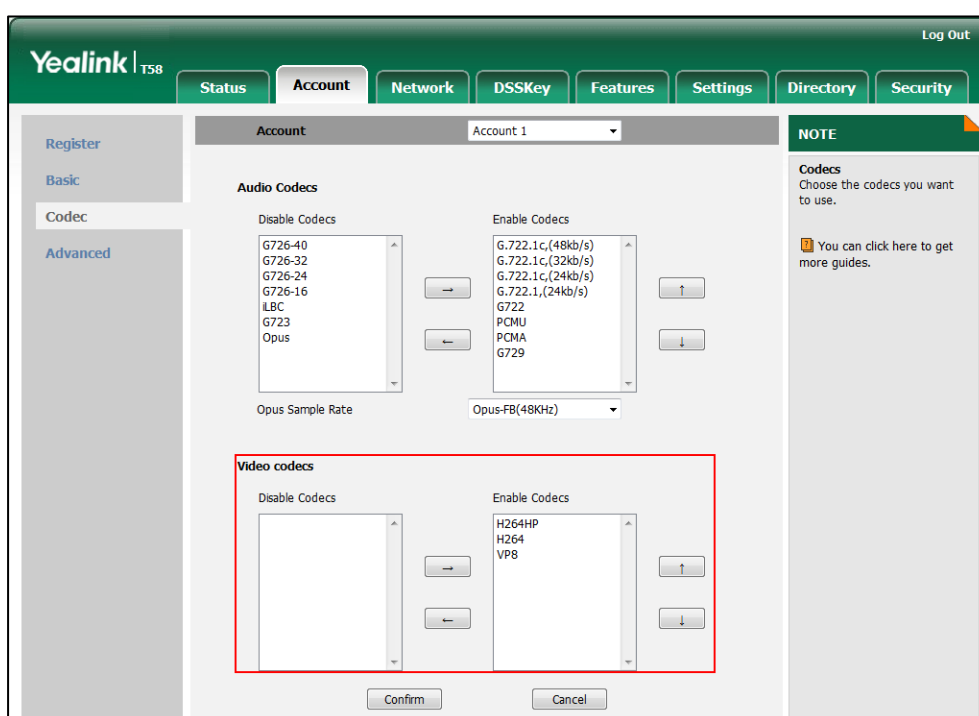 Log Out
Yealink | T58
Status Account Network DSSKey Features Settings Directory Security
Register
Basic
Codec
Advanced
Account Account 1
Audio Codecs
Disable Codecs Enable Codecs
G726-40
G726-32
G726-24
G726-16
iLBC
G723
Opus
G.722.1c,(48kb/s)
G.722.1c,(32kb/s)
G.722.1c,(24kb/s)
G.722.1,(24kb/s)
G722
PCMU
PCMA
G729
→
←
↑
↓
Opus Sample Rate Opus-FB(48KHz)
Video codecs
Disable Codecs Enable Codecs
H264HP
H264
VP8
→
←
↑
↓
Confirm Cancel
NOTE
Codecs
Choose the codecs you want
to use.
You can click here to get
more guides.